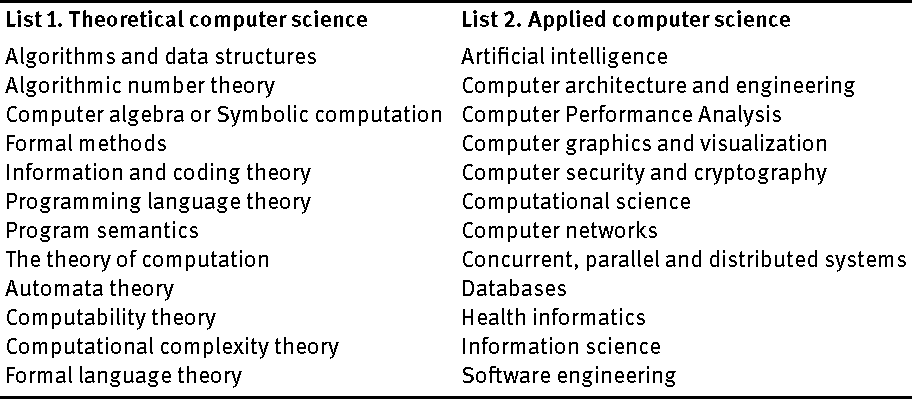 List 1. Theoretical computer science
Algorithms and data structures
Algorithmic number theory
Computer algebra or Symbolic computation
Formal methods
Information and coding theory
Programming language theory
Program semantics
The theory of computation
Automata theory
Computability theory
Computational complexity theory
Formal language theory
List 2. Applied computer science
Artificial intelligence
Computer architecture and engineering
Computer Performance Analysis
Computer graphics and visualization
Computer security and cryptography
Computational science
Computer networks
Concurrent, parallel and distributed systems
Databases
Health informatics
Information science
Software engineering